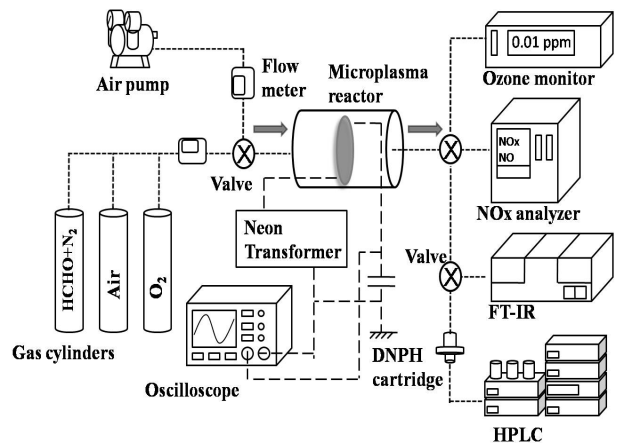 Air pump
Flow
meter
Microplasma
reactor
0.01 ppm
Ozone monitor
NOx
NO
NOx analyzer
Valve
HCHO+N2
Air
O2
Gas cylinders
Neon
Transformer
Oscilloscope
Valve
FT-IR
DNPH
cartridge
HPLC